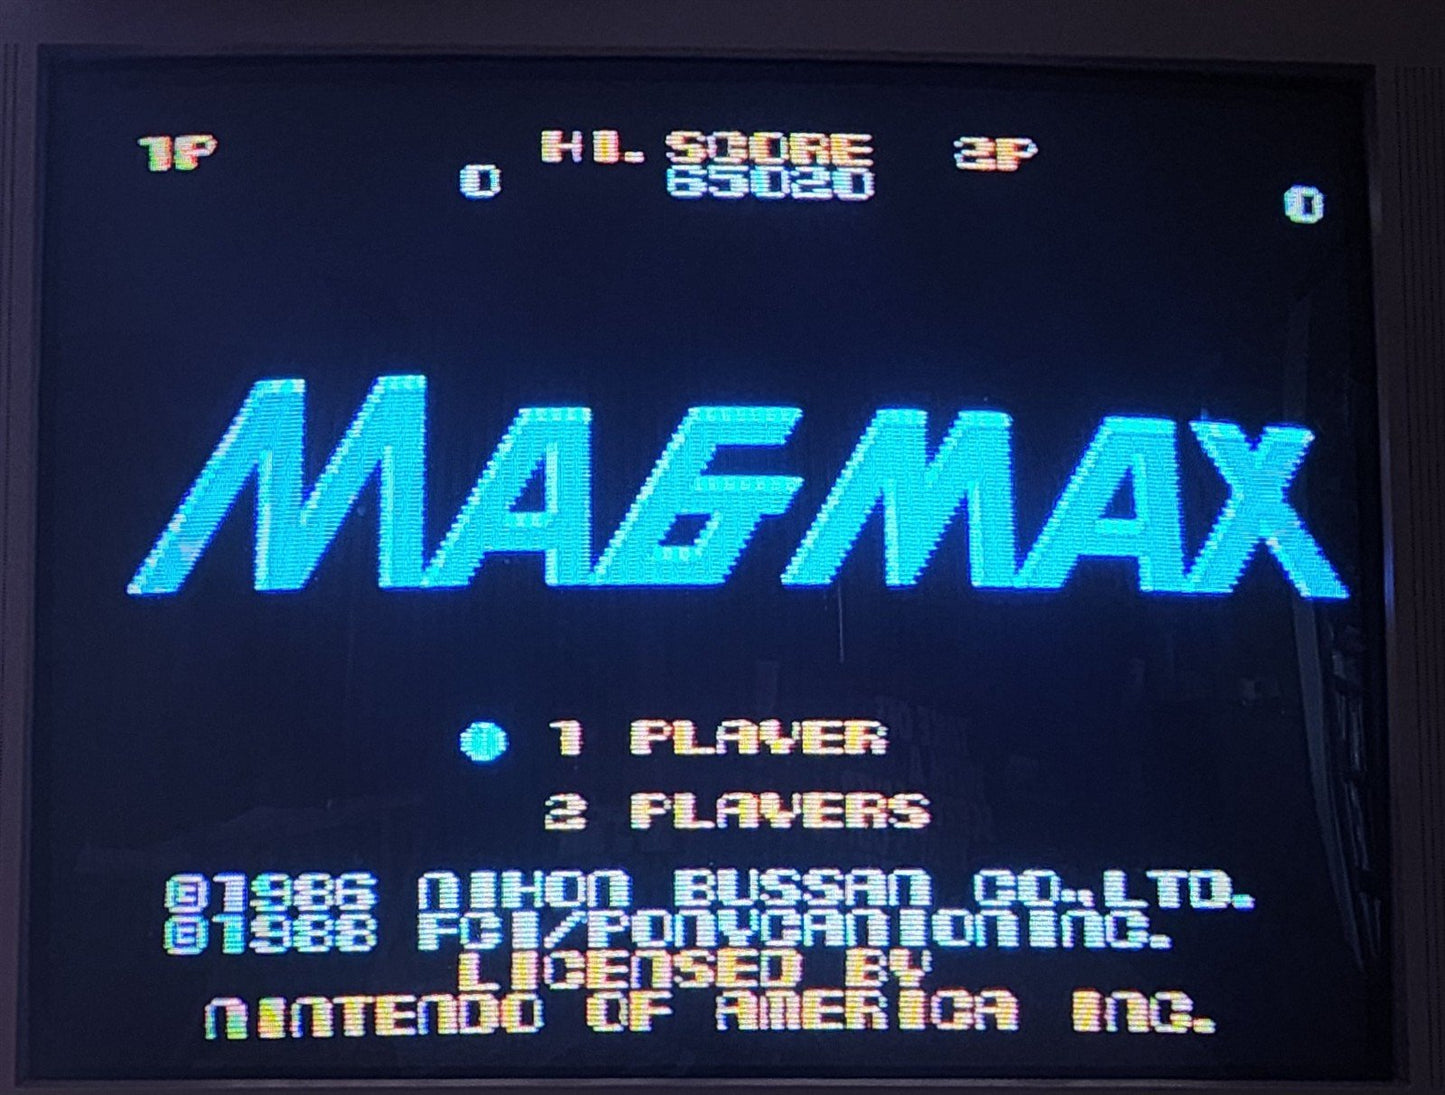 1P HI. SCORE 2P
0 65020 0
MAGMAX
1 PLAYER
2 PLAYERS
©1986 NIHON BUSSAN CO.,LTD.
©1988 FCI/PONYCANION INC.
LICENSED BY
NINTENDO OF AMERICA INC.